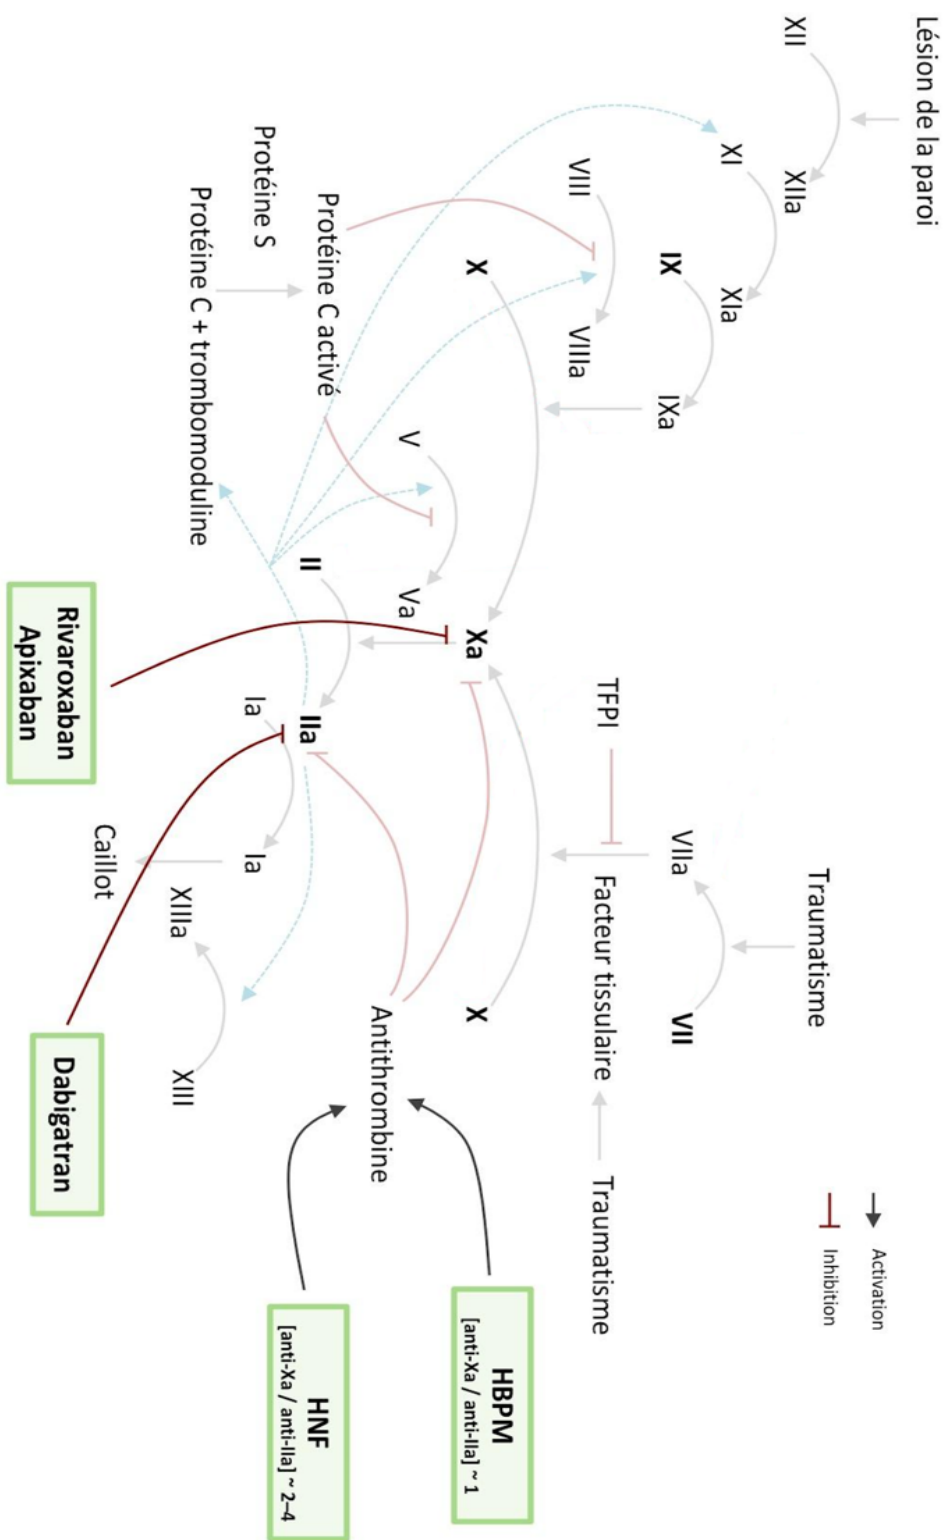 Lésion de la paroi
Activation
Inhibition
Traumatisme
XII
XIIa
XI
XIa
VIIa
VII
IX
IXa
TFPI
Facteur tissulaire
Traumatisme
VIII
VIIIa
X
Xa
X
HBPM
[anti-Xa / anti-IIa] ~ 1
V
Va
Antithrombine
Protéine C activé
II
IIa
HNF
[anti-Xa / anti-IIa] ~ 2–4
Protéine S
Ia
Ia
Protéine C + trombomoduline
XIIIa
XIII
Caillot
Rivaroxaban
Apixaban
Dabigatran